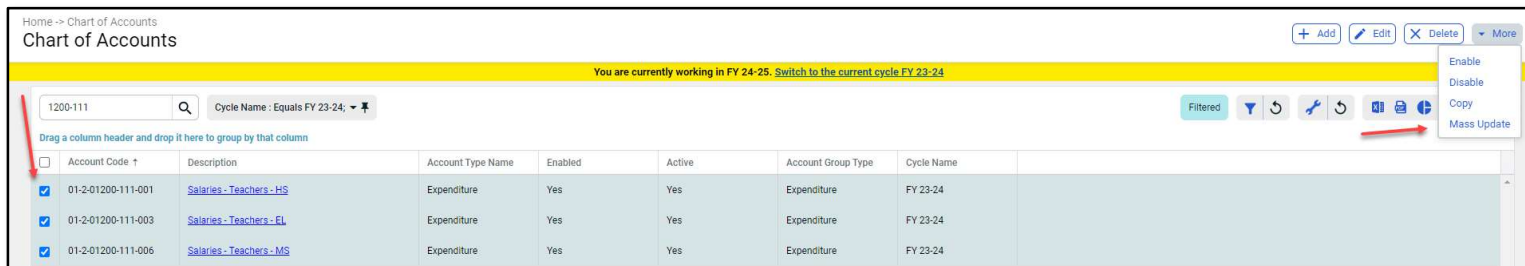 Home -> Chart of Accounts
Chart of Accounts
Add Edit Delete More
Enable
Disable
Copy
Mass Update
You are currently working in FY 24-25. Switch to the current cycle FY 23-24
1200-111 Cycle Name : Equals FY 23-24; Filtered
Drag a column header and drop it here to group by that column
Account Code ↑ Description Account Type Name Enabled Active Account Group Type Cycle Name
01-2-01200-111-001 Salaries - Teachers - HS Expenditure Yes Yes Expenditure FY 23-24
01-2-01200-111-003 Salaries - Teachers - EL Expenditure Yes Yes Expenditure FY 23-24
01-2-01200-111-006 Salaries - Teachers - MS Expenditure Yes Yes Expenditure FY 23-24